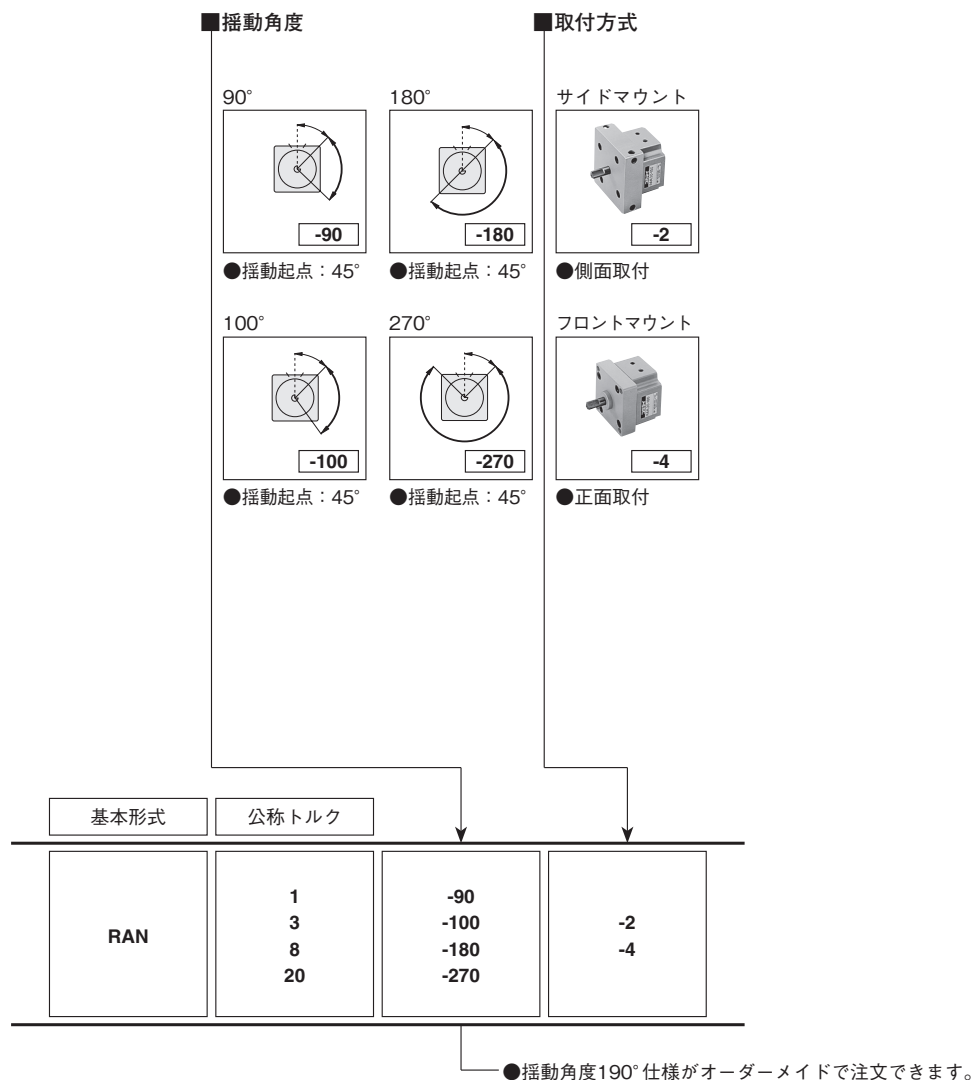 ■揺動角度
■取付方式
90°
180°
サイドマウント
-90
-180
-2
●揺動起点：45°
●揺動起点：45°
●側面取付
100°
270°
フロントマウント
-100
-270
-4
●揺動起点：45°
●揺動起点：45°
●正面取付
基本形式
公称トルク
RAN
1
3
8
20
-90
-100
-180
-270
-2
-4
●揺動角度190°仕様がオーダーメイドで注文できます。